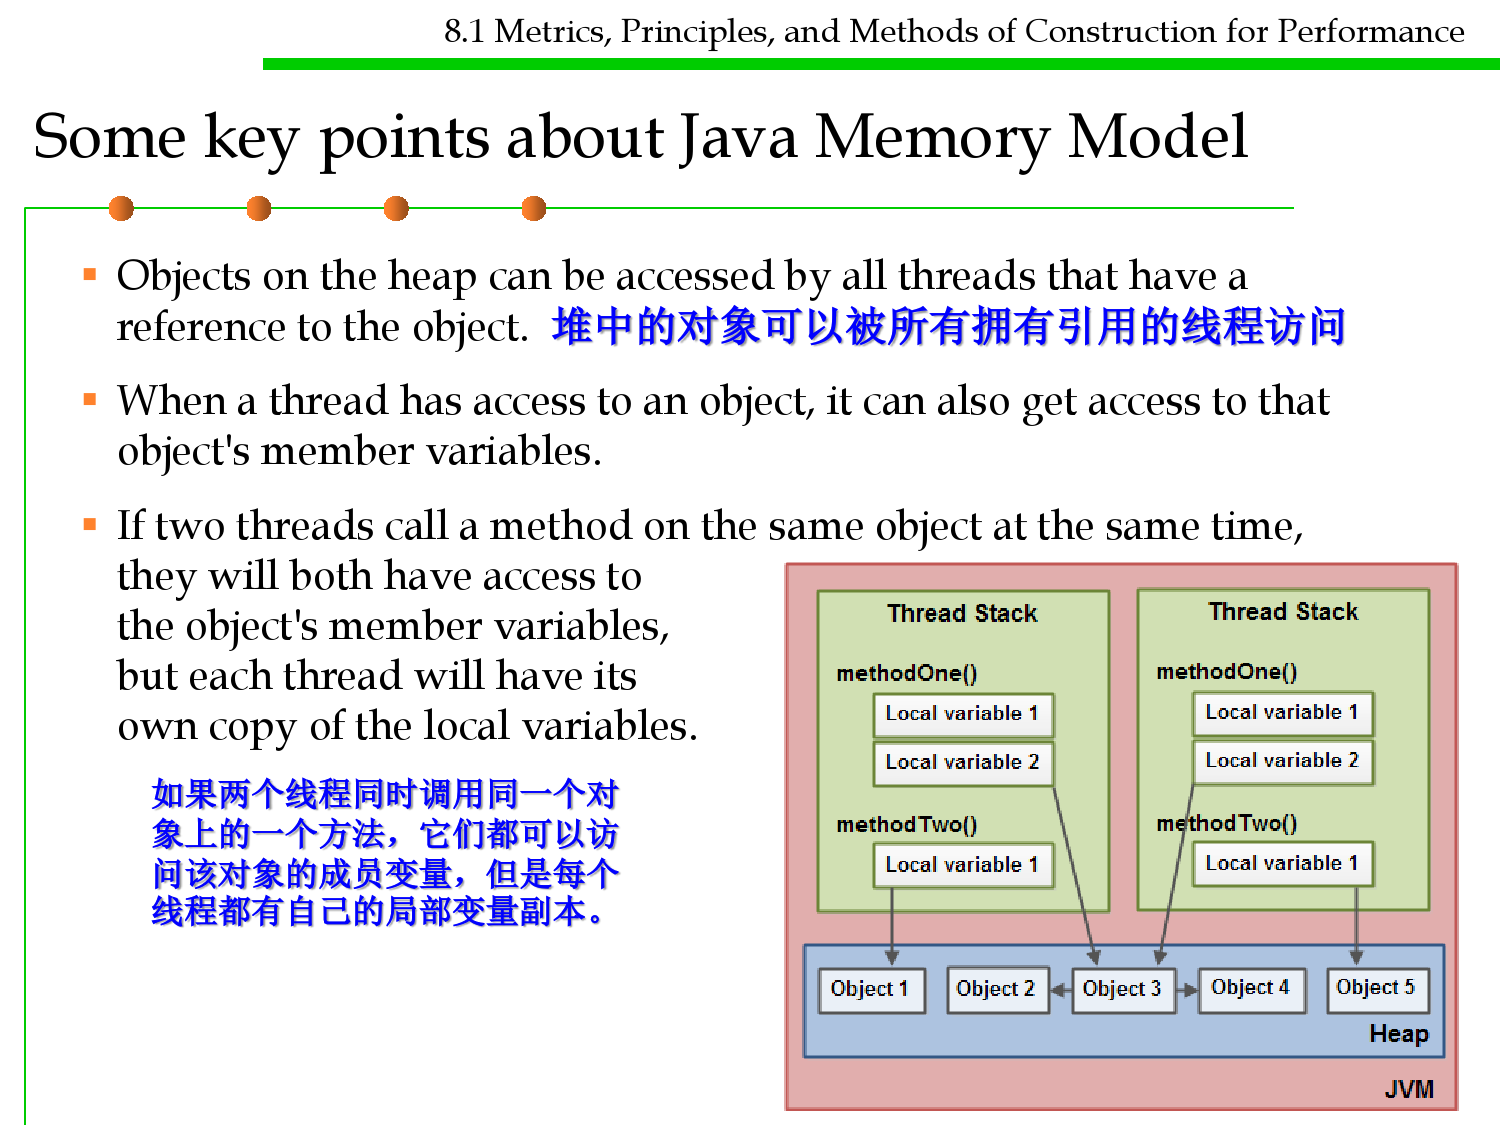 8.1 Metrics, Principles, and Methods of Construction for Performance
Some key points about Java Memory Model
Objects on the heap can be accessed by all threads that have a
reference to the object. 堆中的对象可以被所有拥有引用的线程访问
When a thread has access to an object, it can also get access to that
object's member variables.
If two threads call a method on the same object at the same time,
they will both have access to
the object's member variables,
but each thread will have its
own copy of the local variables.
如果两个线程同时调用同一个对
象上的一个方法，它们都可以访
问该对象的成员变量，但是每个
线程都有自己的局部变量副本。
Thread Stack
methodOne()
Local variable 1
Local variable 2
methodTwo()
Local variable 1
Thread Stack
methodOne()
Local variable 1
Local variable 2
methodTwo()
Local variable 1
Object 1
Object 2
Object 3
Object 4
Object 5
Heap
JVM